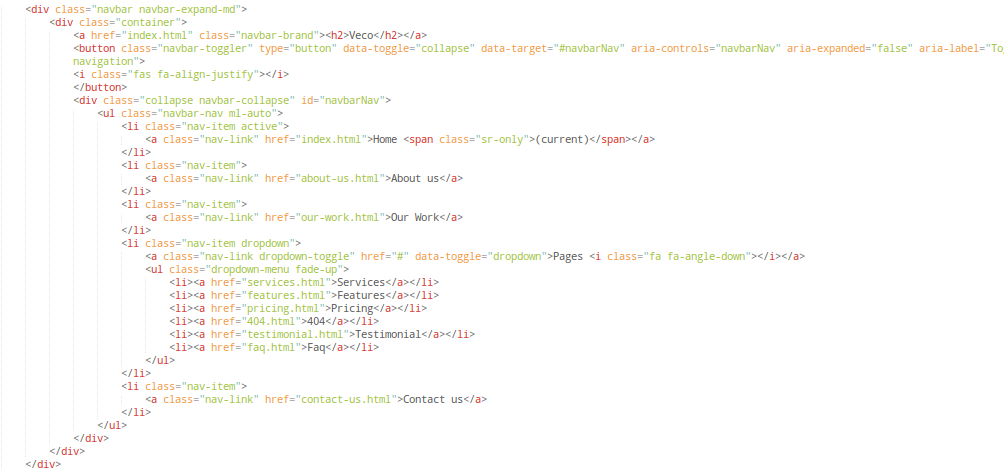 <div class="navbar navbar-expand-md">
<div class="container">
<a href="index.html" class="navbar-brand"><h2>Veco</h2></a>
<button class="navbar-toggler" type="button" data-toggle="collapse" data-target="#navbarNav" aria-controls="navbarNav" aria-expanded="false" aria-label="To
navigation">
<i class="fas fa-align-justify"></i>
</button>
<div class="collapse navbar-collapse" id="navbarNav">
<ul class="navbar-nav ml-auto">
<li class="nav-item active">
<a class="nav-link" href="index.html">Home <span class="sr-only">(current)</span></a>
</li>
<li class="nav-item">
<a class="nav-link" href="about-us.html">About us</a>
</li>
<li class="nav-item">
<a class="nav-link" href="our-work.html">Our Work</a>
</li>
<li class="nav-item dropdown">
<a class="nav-link dropdown-toggle" href="#" data-toggle="dropdown">Pages <i class="fa fa-angle-down"></i></a>
<ul class="dropdown-menu fade-up">
<li><a href="services.html">Services</a></li>
<li><a href="features.html">Features</a></li>
<li><a href="pricing.html">Pricing</a></li>
<li><a href="404.html">404</a></li>
<li><a href="testimonial.html">Testimonial</a></li>
<li><a href="faq.html">Faq</a></li>
</ul>
</li>
<li class="nav-item">
<a class="nav-link" href="contact-us.html">Contact us</a>
</li>
</ul>
</div>
</div>
</div>